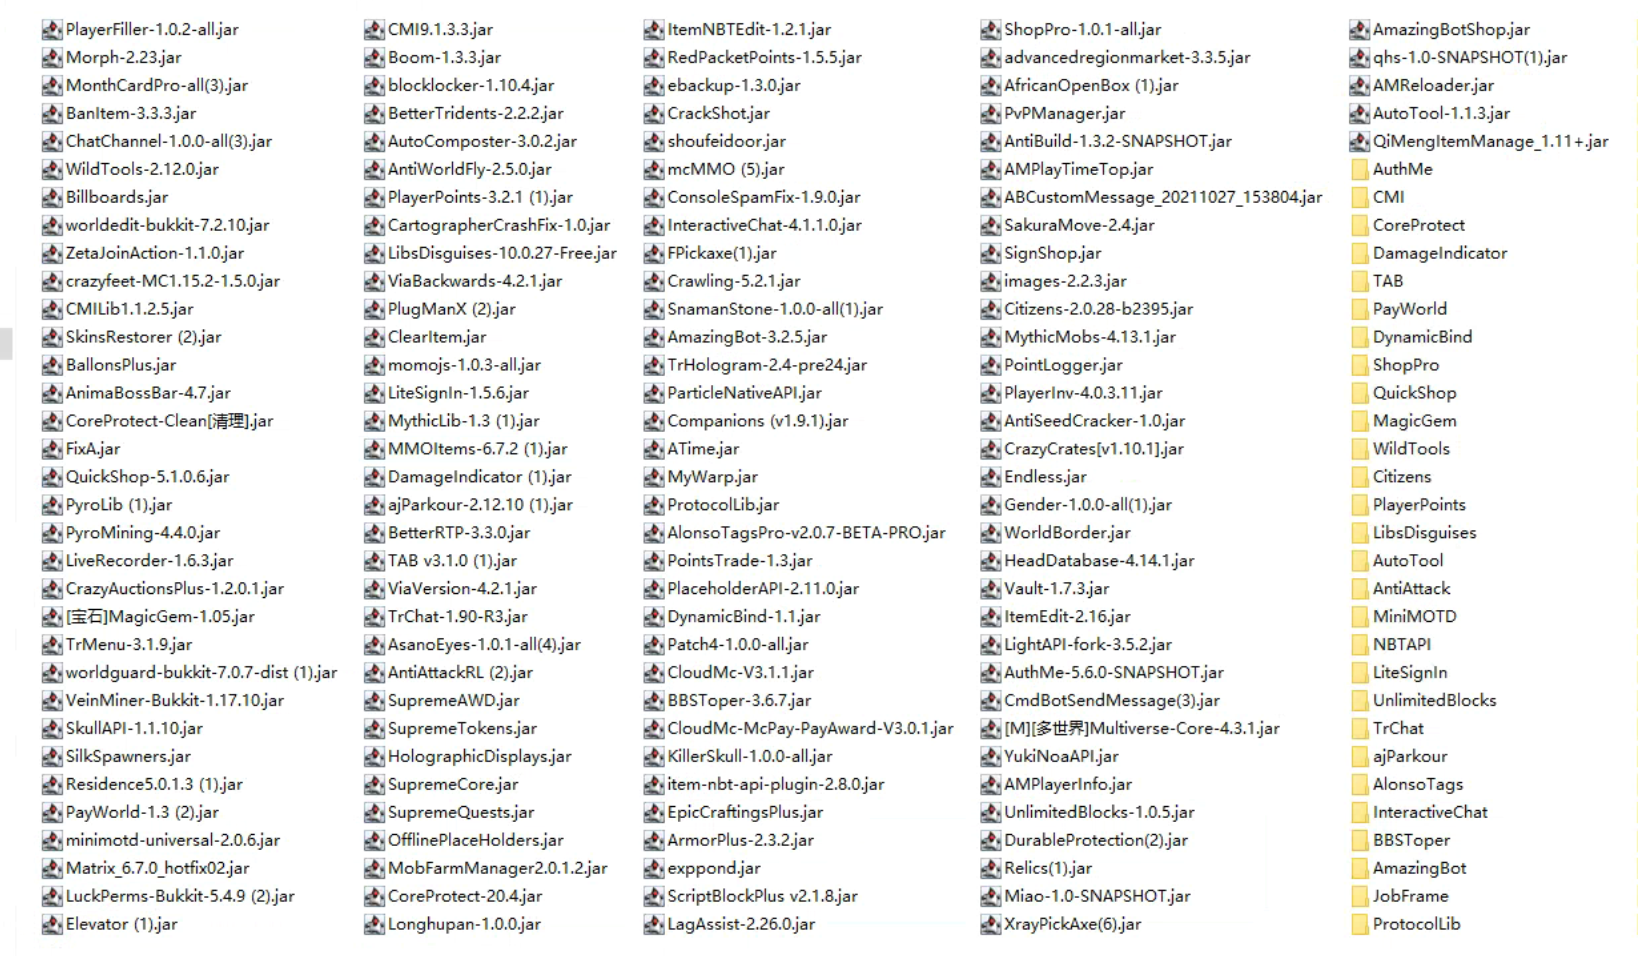 PlayerFiller-1.0.2-all.jar
Morph-2.23.jar
MonthCardPro-all(3).jar
BanItem-3.3.3.jar
ChatChannel-1.0.0-all(3).jar
WildTools-2.12.0.jar
Billboards.jar
worldedit-bukkit-7.2.10.jar
ZetaJoinAction-1.1.0.jar
crazyfeet-MC1.15.2-1.5.0.jar
CMILib1.1.2.5.jar
SkinsRestorer (2).jar
BallonsPlus.jar
AnimaBossBar-4.7.jar
CoreProtect-Clean[清理].jar
FixA.jar
QuickShop-5.1.0.6.jar
PyroLib (1).jar
PyroMining-4.4.0.jar
LiveRecorder-1.6.3.jar
CrazyAuctionsPlus-1.2.0.1.jar
[宝石]MagicGem-1.05.jar
TrMenu-3.1.9.jar
worldguard-bukkit-7.0.7-dist (1).jar
VeinMiner-Bukkit-1.17.10.jar
SkullAPI-1.1.10.jar
SilkSpawners.jar
Residence5.0.1.3 (1).jar
PayWorld-1.3 (2).jar
minimotd-universal-2.0.6.jar
Matrix_6.7.0_hotfix02.jar
LuckPerms-Bukkit-5.4.9 (2).jar
Elevator (1).jar
CMI9.1.3.3.jar
Boom-1.3.3.jar
blocklocker-1.10.4.jar
BetterTridents-2.2.2.jar
AutoComposter-3.0.2.jar
AntiWorldFly-2.5.0.jar
PlayerPoints-3.2.1 (1).jar
CartographerCrashFix-1.0.jar
LibsDisguises-10.0.27-Free.jar
ViaBackwards-4.2.1.jar
PlugManX (2).jar
ClearItem.jar
momojs-1.0.3-all.jar
LiteSignIn-1.5.6.jar
MythicLib-1.3 (1).jar
MMOItems-6.7.2 (1).jar
DamageIndicator (1).jar
ajParkour-2.12.10 (1).jar
BetterRTP-3.3.0.jar
TAB v3.1.0 (1).jar
ViaVersion-4.2.1.jar
TrChat-1.90-R3.jar
AsanoEyes-1.0.1-all(4).jar
AntiAttackRL (2).jar
SupremeAWD.jar
SupremeTokens.jar
HolographicDisplays.jar
SupremeCore.jar
SupremeQuests.jar
OfflinePlaceHolders.jar
MobFarmManager2.0.1.2.jar
CoreProtect-20.4.jar
Longhupan-1.0.0.jar
ItemNBTEdit-1.2.1.jar
RedPacketPoints-1.5.5.jar
ebackup-1.3.0.jar
CrackShot.jar
shoufeidoor.jar
mcMMO (5).jar
ConsoleSpamFix-1.9.0.jar
InteractiveChat-4.1.1.0.jar
FPickaxe(1).jar
Crawling-5.2.1.jar
SnamanStone-1.0.0-all(1).jar
AmazingBot-3.2.5.jar
TrHologram-2.4-pre24.jar
ParticleNativeAPI.jar
Companions (v1.9.1).jar
ATime.jar
MyWarp.jar
ProtocolLib.jar
AlonsoTagsPro-v2.0.7-BETA-PRO.jar
PointsTrade-1.3.jar
PlaceholderAPI-2.11.0.jar
DynamicBind-1.1.jar
Patch4-1.0.0-all.jar
CloudMc-V3.1.1.jar
BBSToper-3.6.7.jar
CloudMc-McPay-PayAward-V3.0.1.jar
KillerSkull-1.0.0-all.jar
item-nbt-api-plugin-2.8.0.jar
EpicCraftingsPlus.jar
ArmorPlus-2.3.2.jar
exppond.jar
ScriptBlockPlus v2.1.8.jar
LagAssist-2.26.0.jar
ShopPro-1.0.1-all.jar
advancedregionmarket-3.3.5.jar
AfricanOpenBox (1).jar
PvPManager.jar
AntiBuild-1.3.2-SNAPSHOT.jar
AMPlayTimeTop.jar
ABCustomMessage_20211027_153804.jar
SakuraMove-2.4.jar
SignShop.jar
images-2.2.3.jar
Citizens-2.0.28-b2395.jar
MythicMobs-4.13.1.jar
PointLogger.jar
PlayerInv-4.0.3.11.jar
AntiSeedCracker-1.0.jar
CrazyCrates[v1.10.1].jar
Endless.jar
Gender-1.0.0-all(1).jar
WorldBorder.jar
HeadDatabase-4.14.1.jar
Vault-1.7.3.jar
ItemEdit-2.16.jar
LightAPI-fork-3.5.2.jar
AuthMe-5.6.0-SNAPSHOT.jar
CmdBotSendMessage(3).jar
[M][多世界]Multiverse-Core-4.3.1.jar
YukiNoaAPI.jar
AMPlayerInfo.jar
UnlimitedBlocks-1.0.5.jar
DurableProtection(2).jar
Relics(1).jar
Miao-1.0-SNAPSHOT.jar
XrayPickAxe(6).jar
AmazingBotShop.jar
qhs-1.0-SNAPSHOT(1).jar
AMReloader.jar
AutoTool-1.1.3.jar
QiMengItemManage_1.11+.jar
AuthMe
CMI
CoreProtect
DamageIndicator
TAB
PayWorld
DynamicBind
ShopPro
QuickShop
MagicGem
WildTools
Citizens
PlayerPoints
LibsDisguises
AutoTool
AntiAttack
MiniMOTD
NBTAPI
LiteSignIn
UnlimitedBlocks
TrChat
ajParkour
AlonsoTags
InteractiveChat
BBSToper
AmazingBot
JobFrame
ProtocolLib